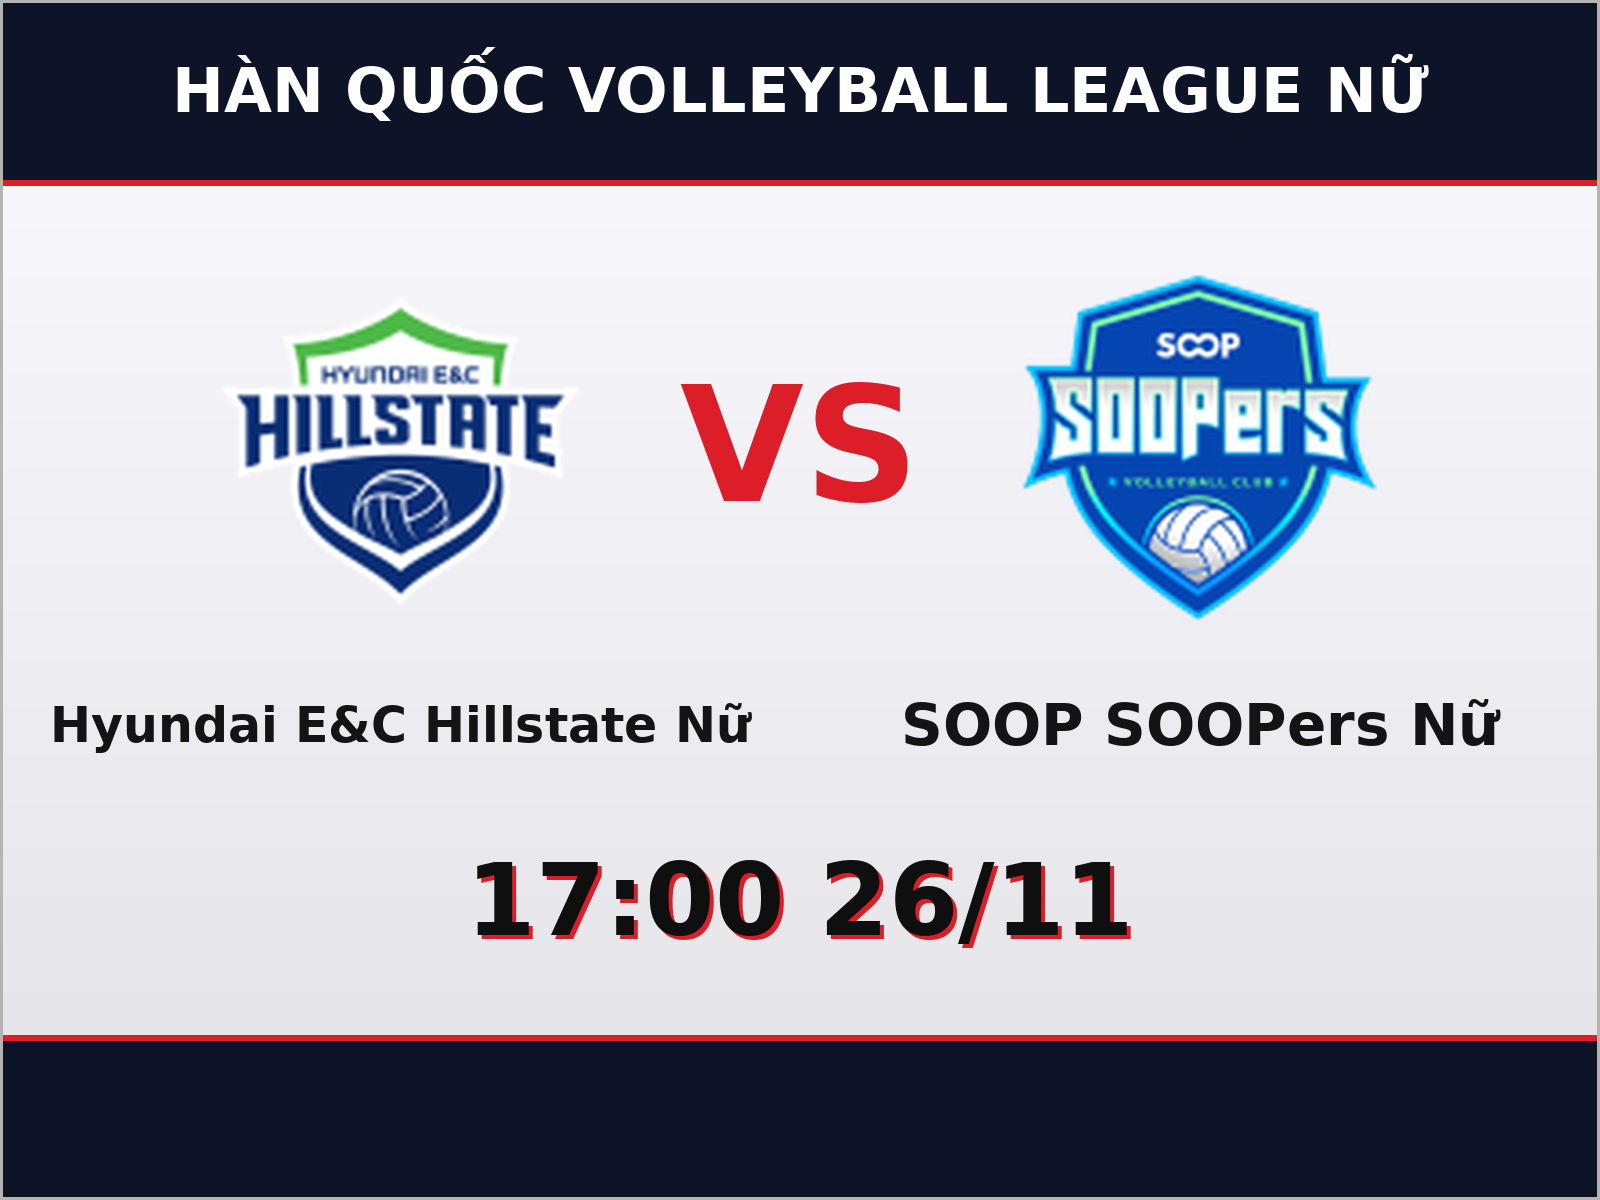 HÀN QUỐC VOLLEYBALL LEAGUE NỮ
HYUNDAI E&C
HILLSTATE
VS
SOOP
SOOPers
VOLLEYBALL CLUB
Hyundai E&C Hillstate Nữ
SOOP SOOPers Nữ
17:00 26/11